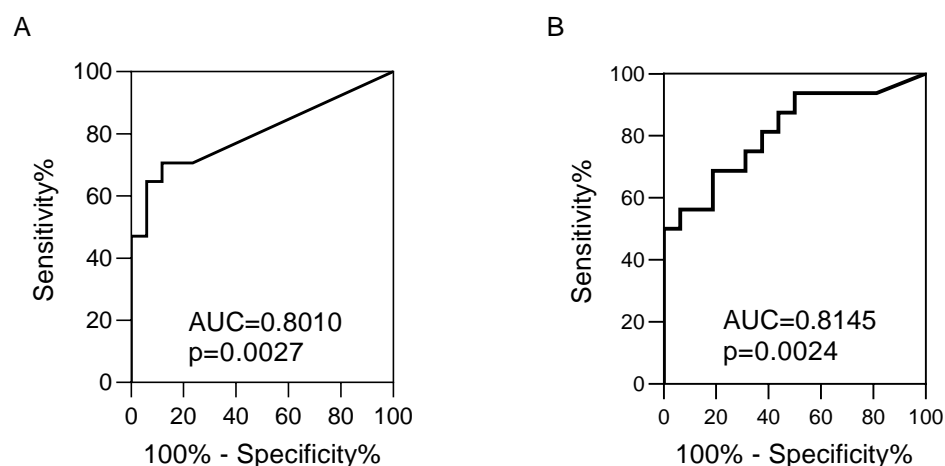 A
100
80
60
40
20
0
Sensitivity%
AUC=0.8010
p=0.0027
0 20 40 60 80 100
100% - Specificity%
B
100
80
60
40
20
0
Sensitivity%
AUC=0.8145
p=0.0024
0 20 40 60 80 100
100% - Specificity%